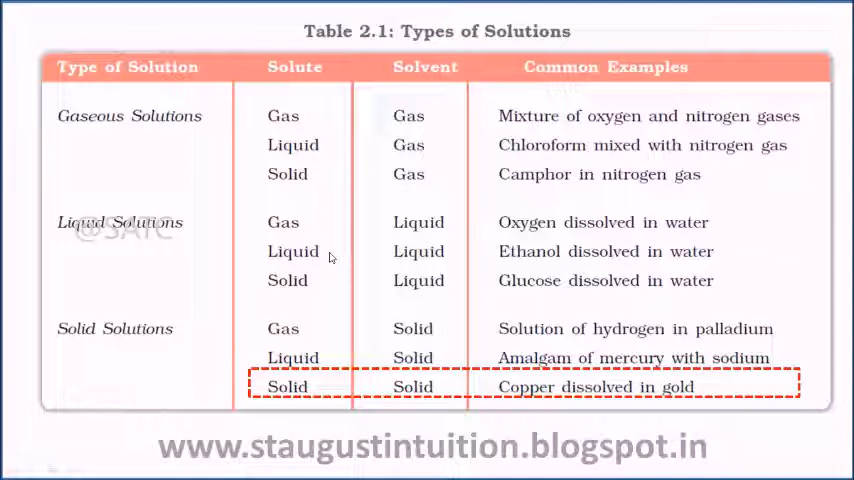 Table 2.1: Types of Solutions
Type of Solution Solute Solvent Common Examples
Gaseous Solutions Gas Gas Mixture of oxygen and nitrogen gases
Liquid Gas Chloroform mixed with nitrogen gas
Solid Gas Camphor in nitrogen gas
Liquid Solutions Gas Liquid Oxygen dissolved in water
@SATC
Liquid Liquid Ethanol dissolved in water
Solid Liquid Glucose dissolved in water
Solid Solutions Gas Solid Solution of hydrogen in palladium
Liquid Solid Amalgam of mercury with sodium
Solid Solid Copper dissolved in gold
www.staugustintuition.blogspot.in